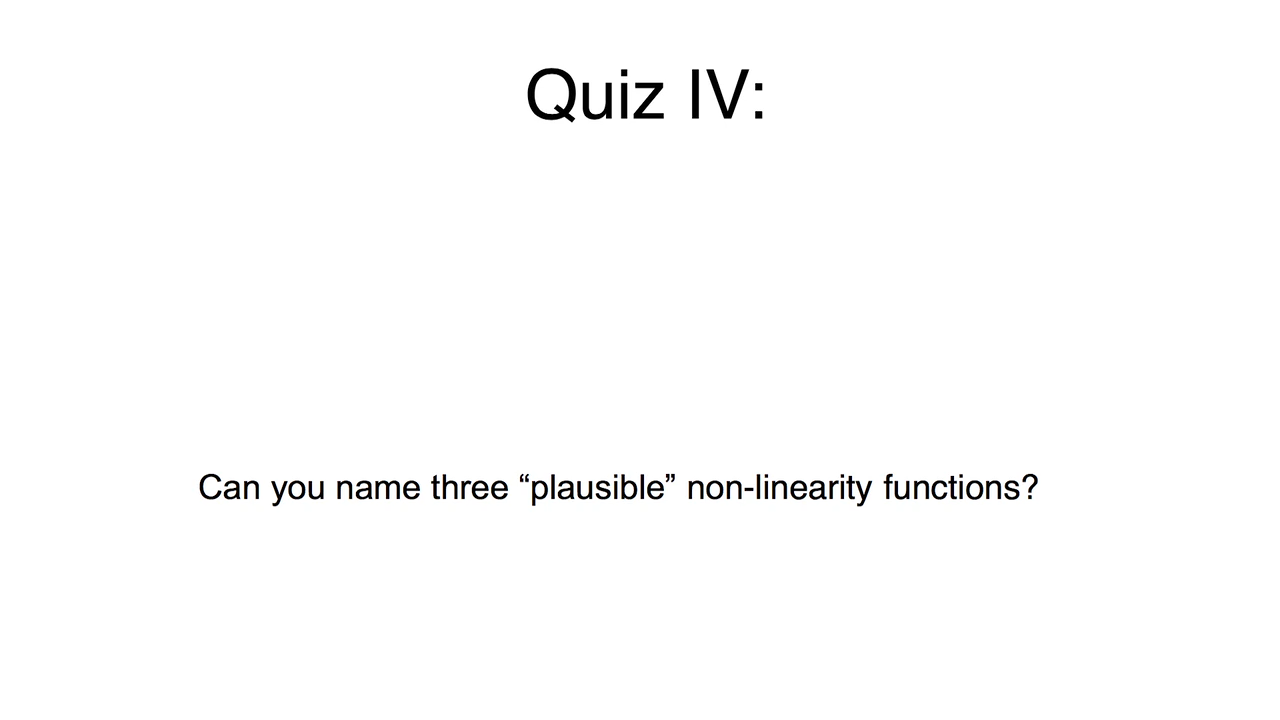 Quiz IV:
Can you name three “plausible” non-linearity functions?